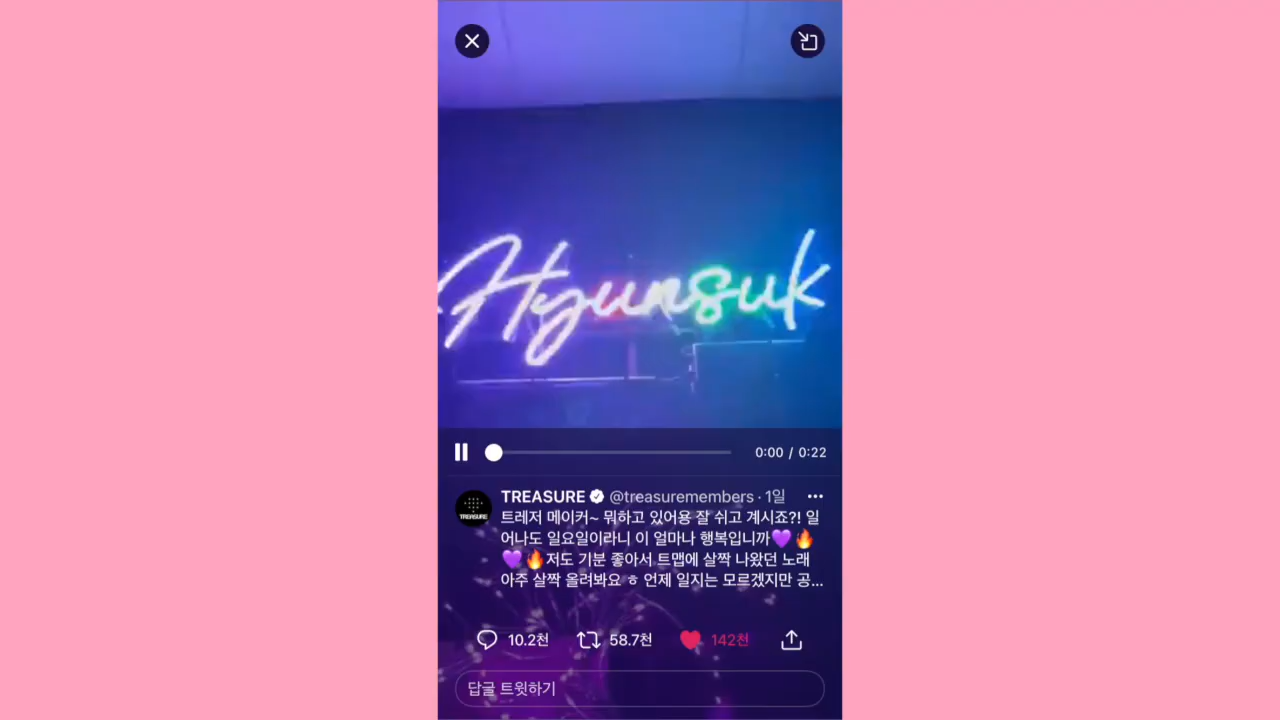 Hyunsuk
0:00 / 0:22
TREASURE @treasuremembers · 1일
TREASURE
트레저 메이커~ 뭐하고 있어용 잘 쉬고 계시죠?! 일
어나도 일요일이라니 이 얼마나 행복입니까💜🔥
💜🔥저도 기분 좋아서 트맵에 살짝 나왔던 노래
아주 살짝 올려봐요 ㅎ 언제 일지는 모르겠지만 공...
10.2천 58.7천 142천
답글 트윗하기